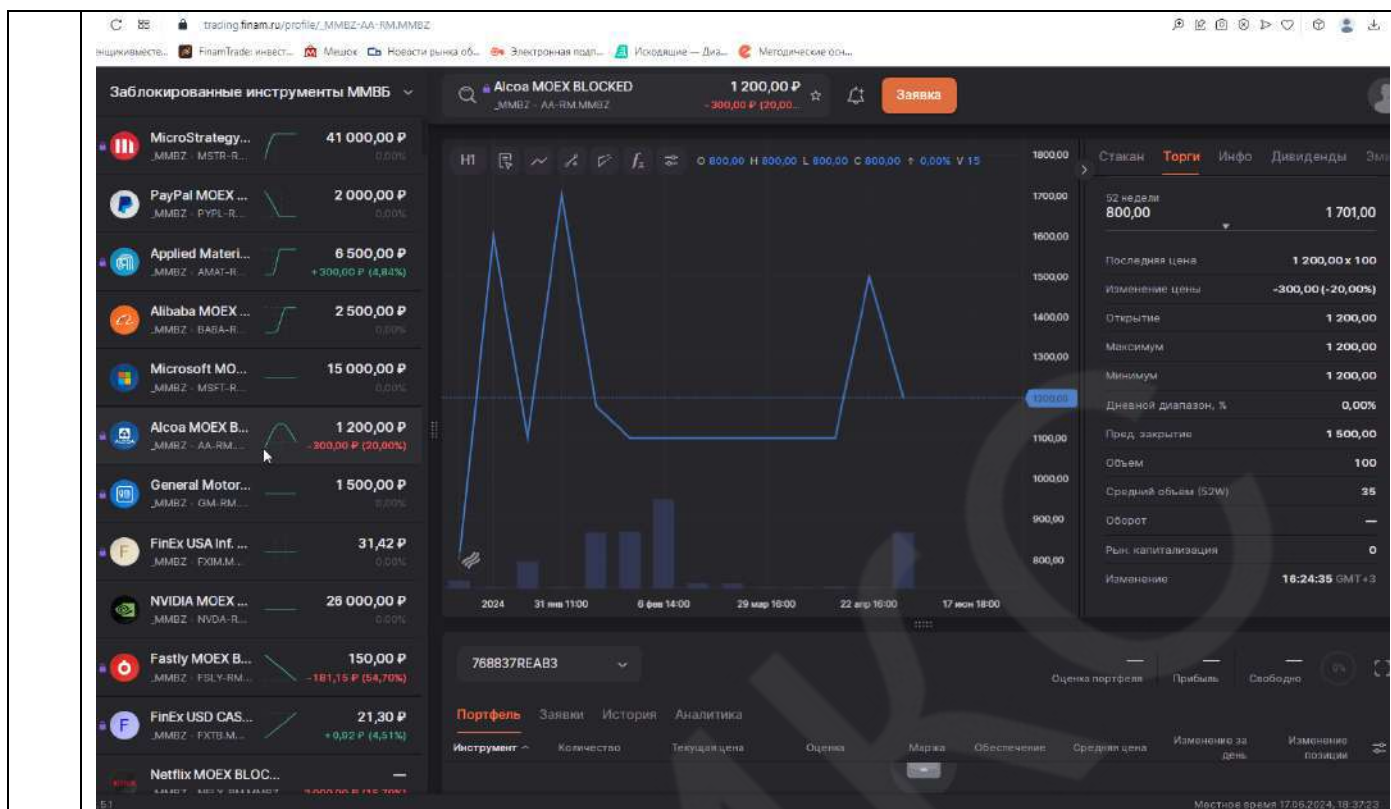 trading.finam.ru/profile/_MMBZ-AA-RM.MMBZ
FinamTrade: инвест...
Мешок
Новости рынка об...
Электронная подп...
Исходящие — Диа...
Методические осн...
Заблокированные инструменты ММВБ
Alcoa MOEX BLOCKED
_MMBZ - AA-RM.MMBZ
1 200,00 ₽
-300,00 ₽ (20,00...
Заявка
MicroStrategy...
41 000,00 ₽
_MMBZ - MSTR-R...
0,00%
PayPal MOEX ...
2 000,00 ₽
_MMBZ - PYPL-R...
0,00%
Applied Materi...
6 500,00 ₽
_MMBZ - AMAT-R...
+300,00 ₽ (4,84%)
Alibaba MOEX ...
2 500,00 ₽
_MMBZ - BABA-R...
0,00%
Microsoft MO...
15 000,00 ₽
_MMBZ - MSFT-R...
0,00%
Alcoa MOEX B...
1 200,00 ₽
_MMBZ - AA-RM....
-300,00 ₽ (20,00%)
General Motor...
1 500,00 ₽
_MMBZ - GM-RM....
0,00%
FinEx USA Inf. ...
31,42 ₽
_MMBZ - FXIM.M...
0,00%
NVIDIA MOEX ...
26 000,00 ₽
_MMBZ - NVDA-R...
0,00%
Fastly MOEX B...
150,00 ₽
_MMBZ - FSLY-RM...
-181,15 ₽ (54,70%)
FinEx USD CAS...
21,30 ₽
_MMBZ - FXTB.M...
+0,92 ₽ (4,51%)
Netflix MOEX BLOC...
—
H1
O 800,00 H 800,00 L 800,00 C 800,00 ↑ 0,00% V 15
1800,00
1700,00
1600,00
1500,00
1400,00
1300,00
1200,00
1100,00
1000,00
900,00
800,00
2024
31 янв 11:00
6 фев 14:00
29 мар 16:00
22 апр 16:00
17 июн 18:00
Стакан
Торги
Инфо
Дивиденды
52 недели
800,00
1 701,00
Последняя цена
1 200,00 x 100
Изменение цены
-300,00 (-20,00%)
Открытие
1 200,00
Максимум
1 200,00
Минимум
1 200,00
Дневной диапазон, %
0,00%
Пред. закрытие
1 500,00
Объем
100
Средний объем (52W)
35
Оборот
—
Рын. капитализация
0
Изменение
16:24:35 GMT+3
768837REAB3
Оценка портфеля
Прибыль
Свободно
0%
Портфель
Заявки
История
Аналитика
Инструмент
Количество
Текущая цена
Оценка
Маржа
Обеспечение
Средняя цена
Изменение за день
Изменение позиции
Местное время 17.06.2024, 18:37:23